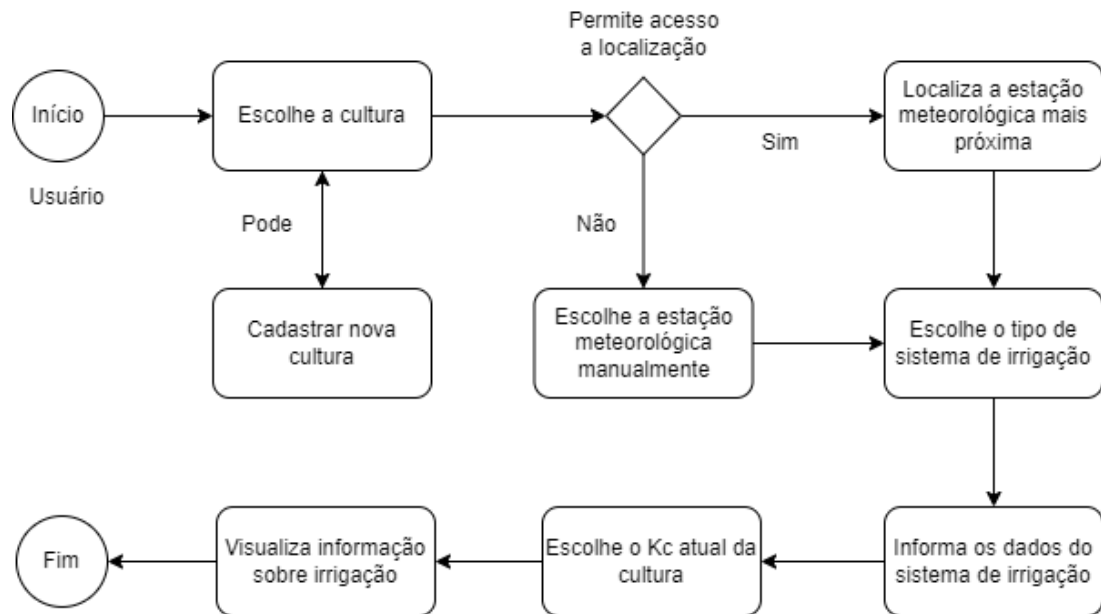 Permite acesso
a localização
Início
Escolhe a cultura
Localiza a estação
meteorológica mais
próxima
Sim
Usuário
Pode
Não
Cadastrar nova
cultura
Escolhe a estação
meteorológica
manualmente
Escolhe o tipo de
sistema de irrigação
Fim
Visualiza informação
sobre irrigação
Escolhe o Kc atual da
cultura
Informa os dados do
sistema de irrigação